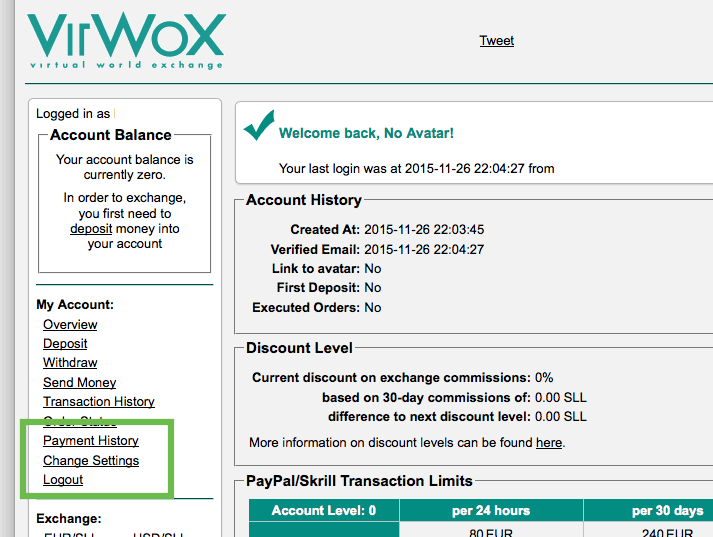 VirWoX
virtual world exchange
Tweet
Logged in as
Account Balance
Your account balance is
currently zero.
In order to exchange,
you first need to
deposit money into
your account
My Account:
Overview
Deposit
Withdraw
Send Money
Transaction History
Order Status
Payment History
Change Settings
Logout
Exchange:
EUR/SLL
USD/SLL
Welcome back, No Avatar!
Your last login was at 2015-11-26 22:04:27 from
Account History
Created At: 2015-11-26 22:03:45
Verified Email: 2015-11-26 22:04:27
Link to avatar: No
First Deposit: No
Executed Orders: No
Discount Level
Current discount on exchange commissions: 0%
based on 30-day commissions of: 0.00 SLL
difference to next discount level: 0.00 SLL
More information on discount levels can be found here.
PayPal/Skrill Transaction Limits
Account Level: 0 per 24 hours per 30 days
80 EUR 240 EUR